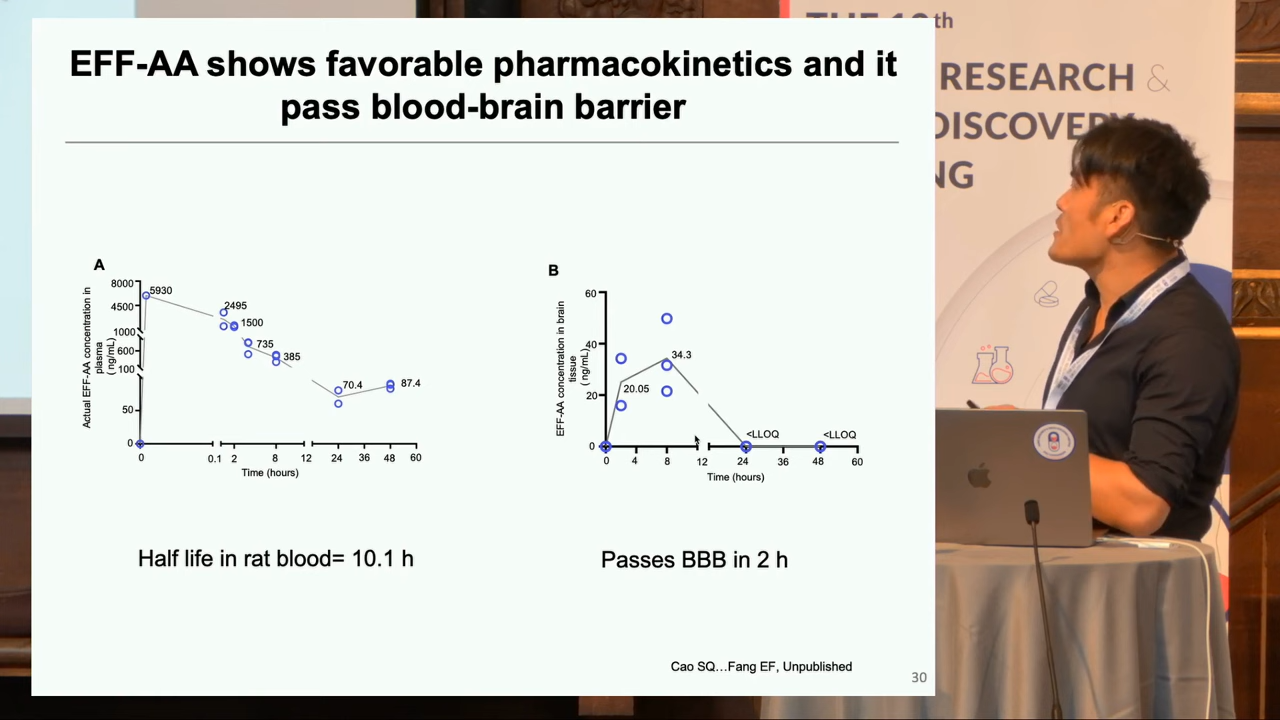 EFF-AA shows favorable pharmacokinetics and it
pass blood-brain barrier
A
Actual EFF-AA concentration in
plasma
(ng/mL)
8000
4500
1000
600
100
50
0
5930
2495
1500
735
385
70.4
87.4
0
0.1
2
8
12
24
36
48
60
Time (hours)
Half life in rat blood= 10.1 h
B
EFF-AA concentration in brain
tissue
(ng/mL)
60
40
20
0
20.05
34.3
<LLOQ
<LLOQ
0
4
8
12
24
36
48
60
Time (hours)
Passes BBB in 2 h
Cao SQ…Fang EF, Unpublished
30
th
RESEARCH &
DISCOVERY
NG